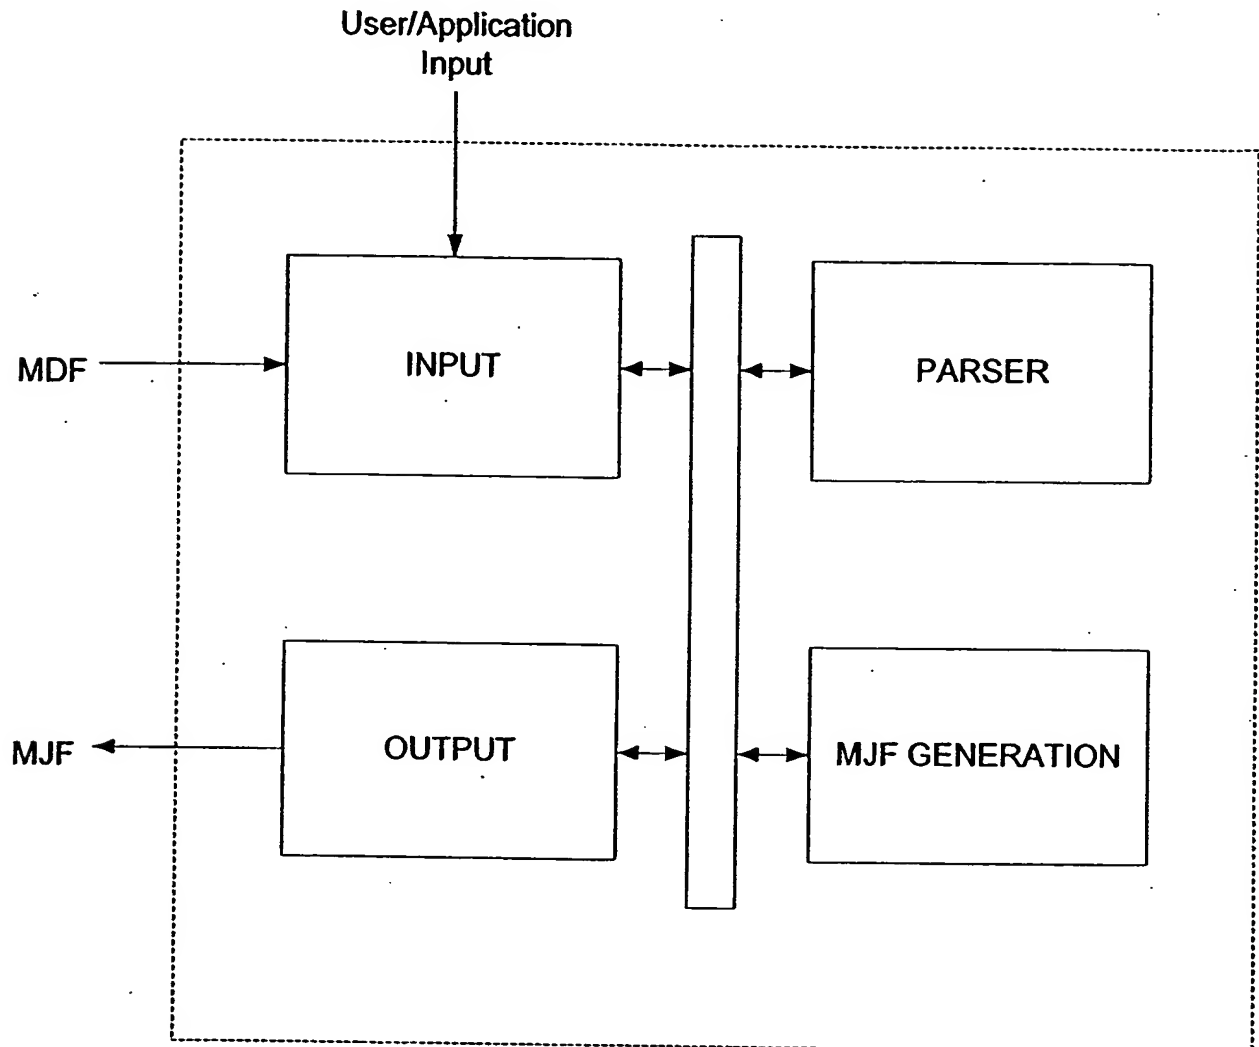 User/Application
Input
MDF
INPUT
PARSER
MJF
OUTPUT
MJF GENERATION